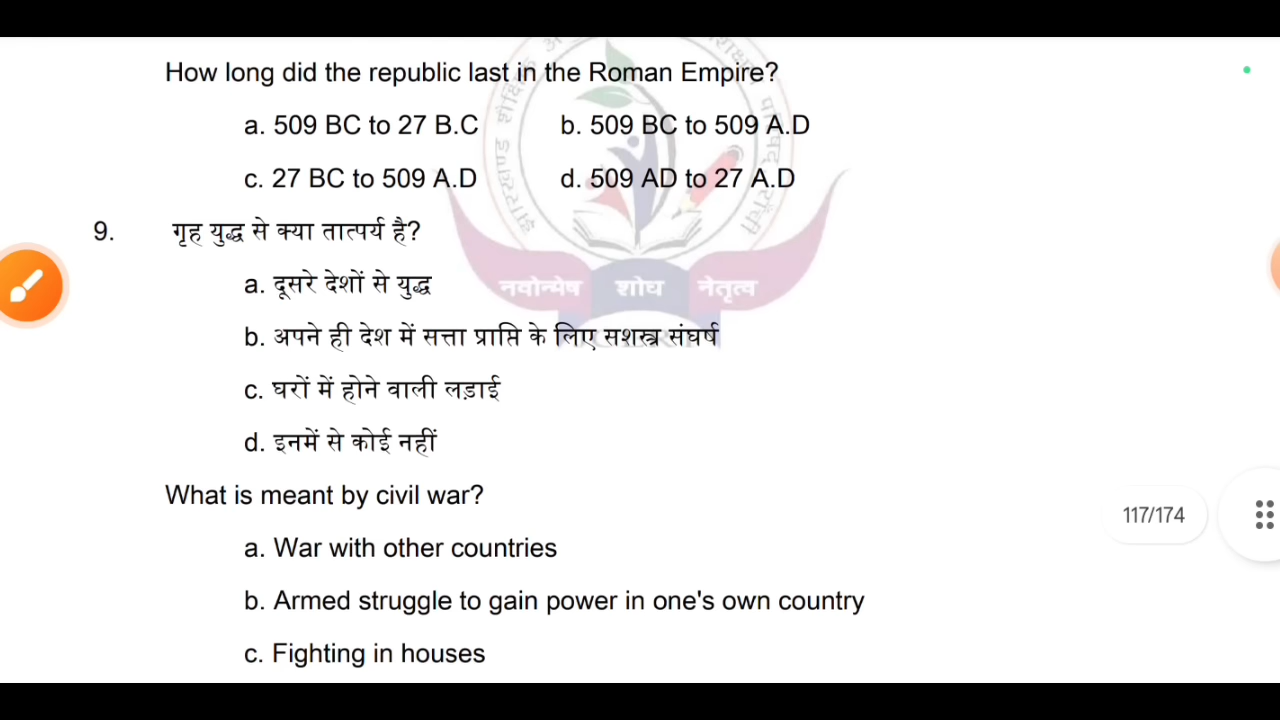 How long did the republic last in the Roman Empire?
a. 509 BC to 27 B.C b. 509 BC to 509 A.D
c. 27 BC to 509 A.D d. 509 AD to 27 A.D
9. गृह युद्ध से क्या तात्पर्य है?
a. दूसरे देशों से युद्ध
नवोन्मेष शोध नेतृत्व
b. अपने ही देश में सत्ता प्राप्ति के लिए सशस्त्र संघर्ष
c. घरों में होने वाली लड़ाई
d. इनमें से कोई नहीं
What is meant by civil war?
117/174
a. War with other countries
b. Armed struggle to gain power in one's own country
c. Fighting in houses